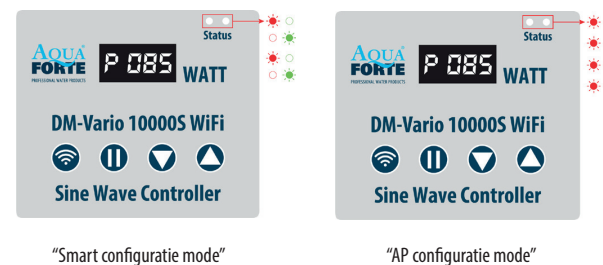 Status
AQUA
FORTE
PROFESSIONAL WATER PRODUCTS
P 085 WATT
DM-Vario 10000S WiFi
Sine Wave Controller
"Smart configuratie mode"
Status
AQUA
FORTE
PROFESSIONAL WATER PRODUCTS
P 085 WATT
DM-Vario 10000S WiFi
Sine Wave Controller
"AP configuratie mode"